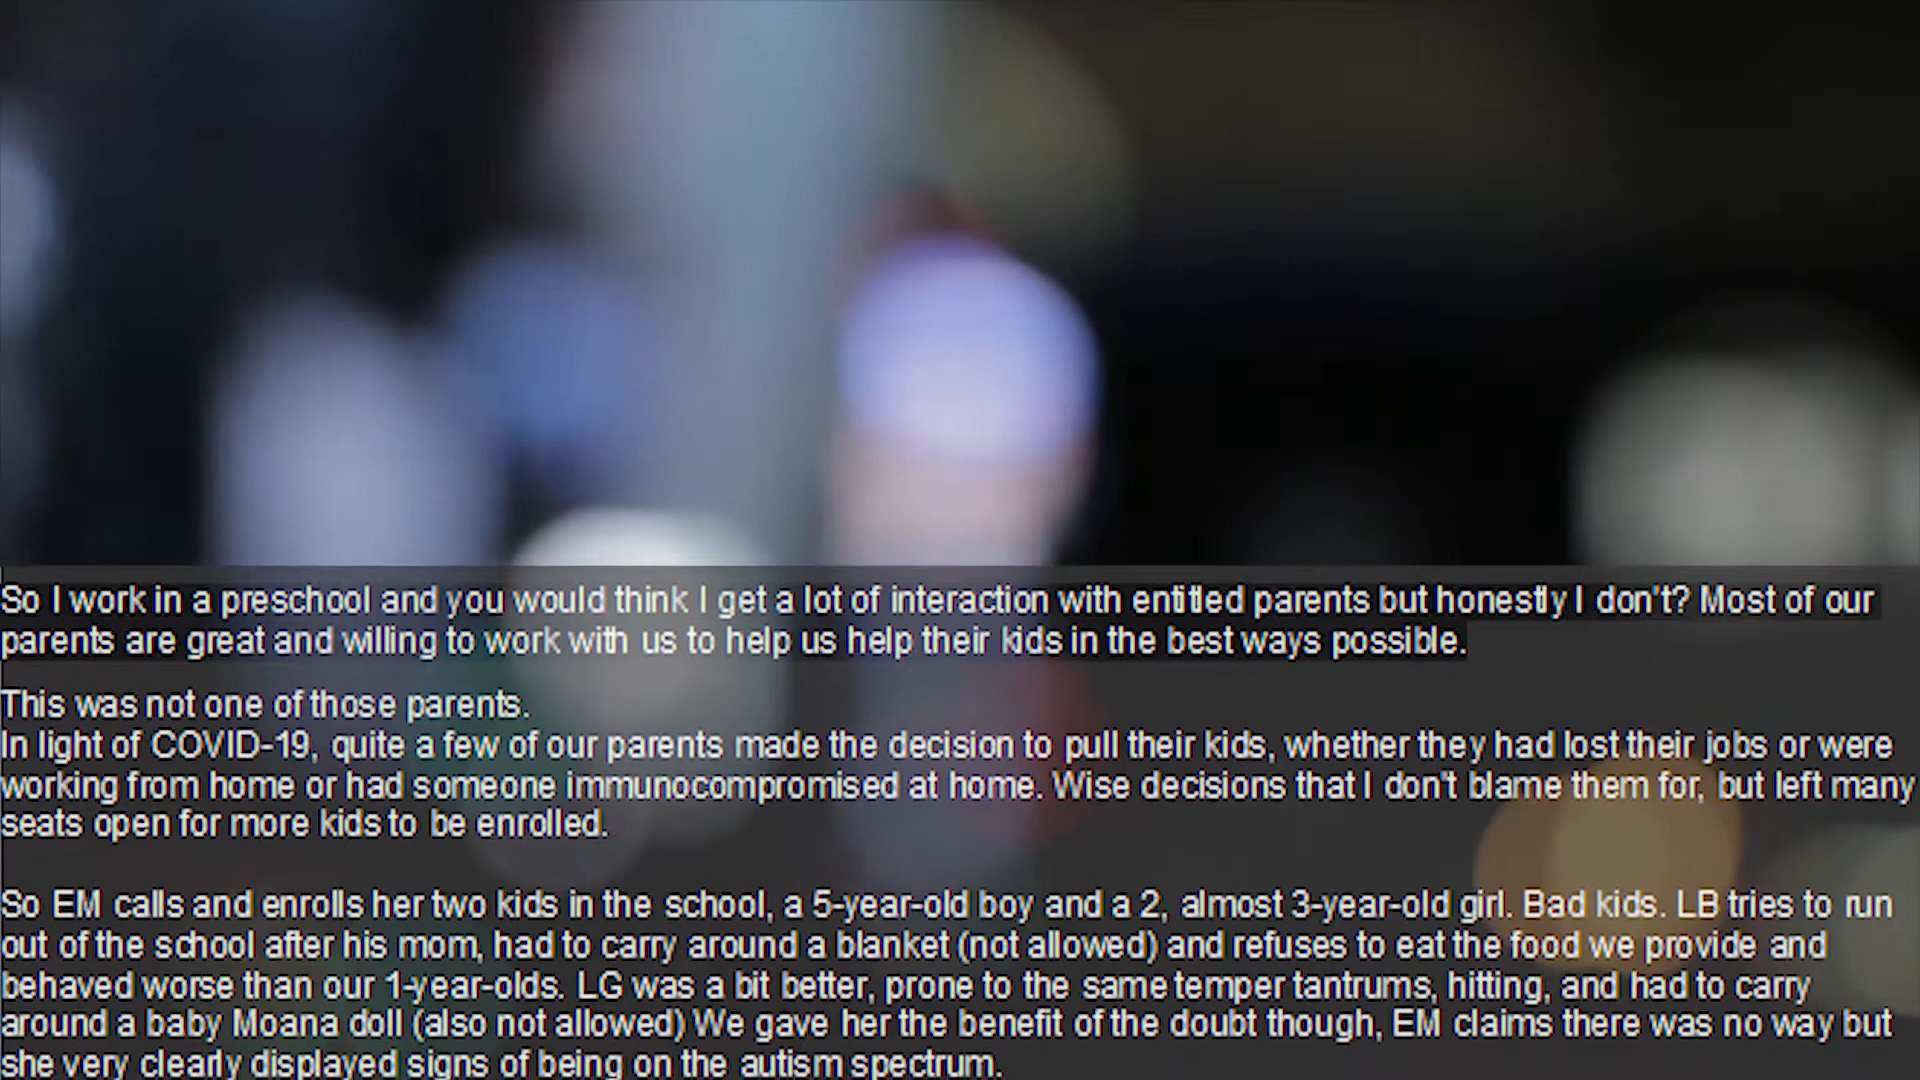 So I work in a preschool and you would think I get a lot of interaction with entitled parents but honestly I don't? Most of our
parents are great and willing to work with us to help us help their kids in the best ways possible.
This was not one of those parents.
In light of COVID-19, quite a few of our parents made the decision to pull their kids, whether they had lost their jobs or were
working from home or had someone immunocompromised at home. Wise decisions that I don't blame them for, but left many
seats open for more kids to be enrolled.
So EM calls and enrolls her two kids in the school, a 5-year-old boy and a 2, almost 3-year-old girl. Bad kids. LB tries to run
out of the school after his mom, had to carry around a blanket (not allowed) and refuses to eat the food we provide and
behaved worse than our 1-year-olds. LG was a bit better, prone to the same temper tantrums, hitting, and had to carry
around a baby Moana doll (also not allowed) We gave her the benefit of the doubt though, EM claims there was no way but
she very clearly displayed signs of being on the autism spectrum.